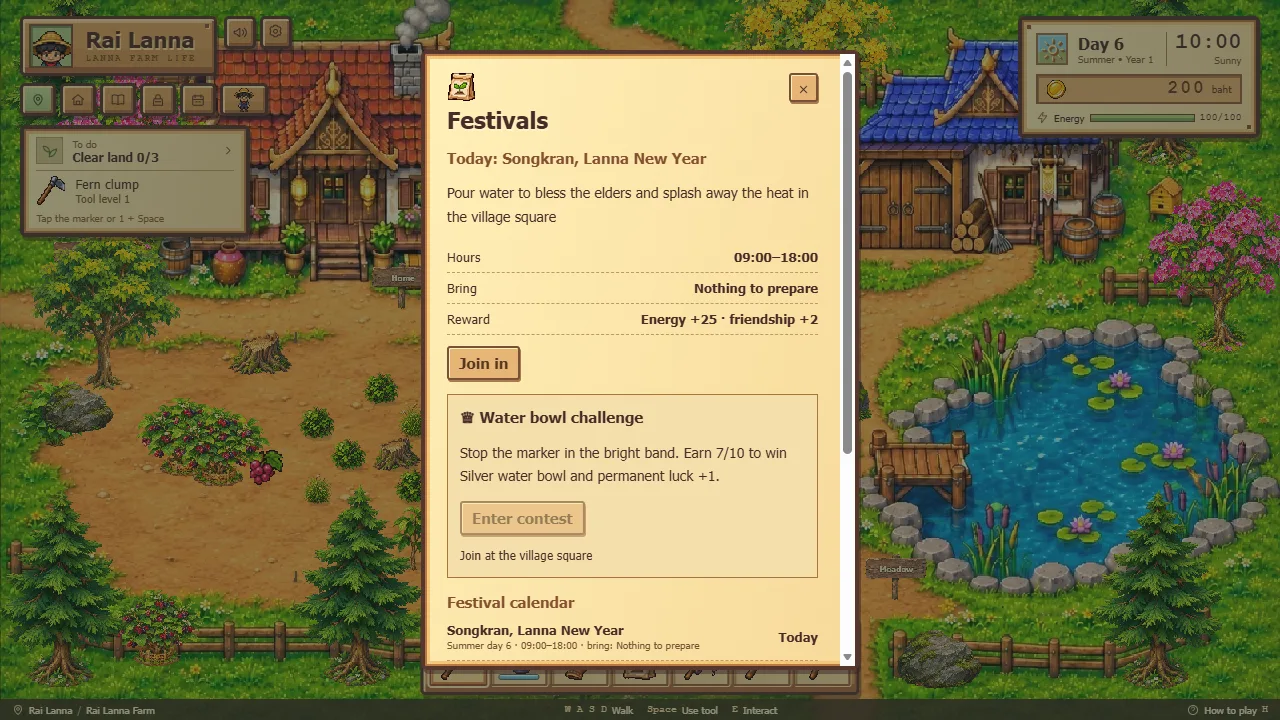 Rai Lanna
LANNA FARM LIFE
To do
Clear land 0/3
Fern clump
Tool level 1
Tap the marker or 1 + Space
Home
Festivals
×
Today: Songkran, Lanna New Year
Pour water to bless the elders and splash away the heat in
the village square
Hours 09:00–18:00
Bring Nothing to prepare
Reward Energy +25 · friendship +2
Join in
♛ Water bowl challenge
Stop the marker in the bright band. Earn 7/10 to win
Silver water bowl and permanent luck +1.
Enter contest
Join at the village square
Festival calendar
Songkran, Lanna New Year
Summer day 6 · 09:00–18:00 · bring: Nothing to prepare
Today
Day 6
Summer • Year 1
10:00
Sunny
200 baht
Energy 100/100
Meadow
Rai Lanna / Rai Lanna Farm
W A S D Walk Space Use tool E Interact
How to play H